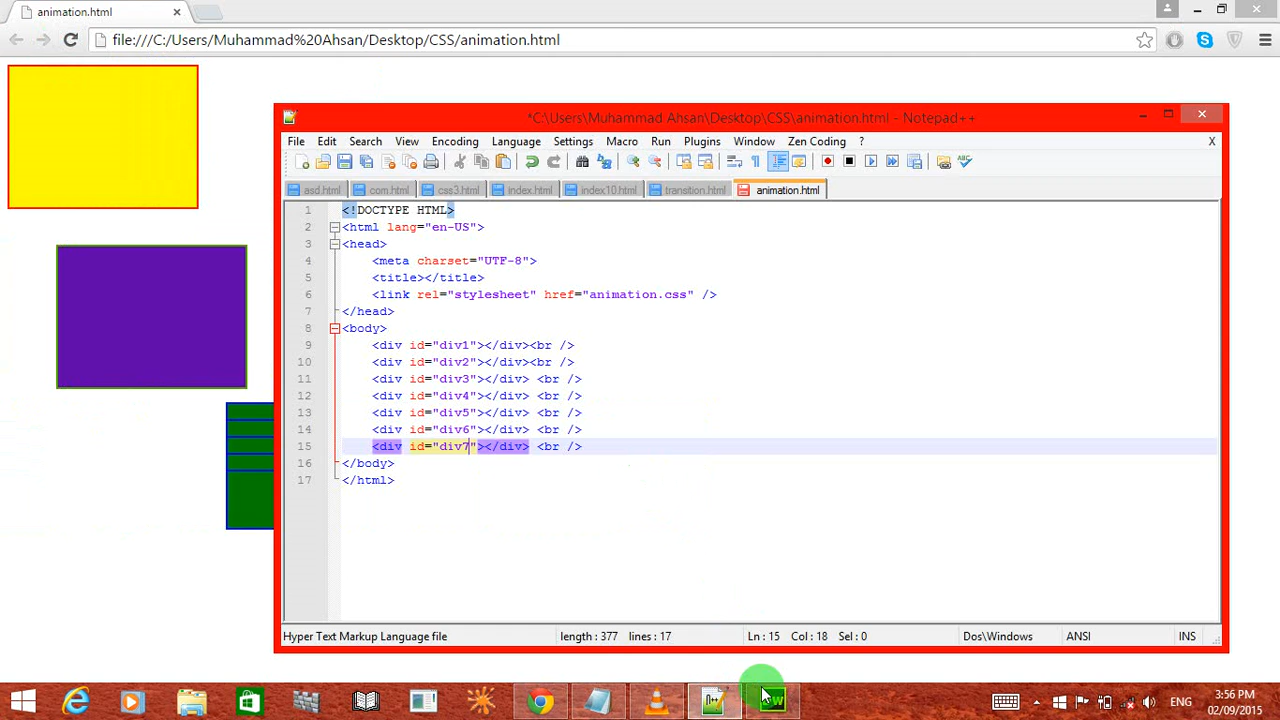 animation.html
file:///C:/Users/Muhammad%20Ahsan/Desktop/CSS/animation.html
*C:\Users\Muhammad Ahsan\Desktop\CSS\animation.html - Notepad++
File Edit Search View Encoding Language Settings Macro Run Plugins Window Zen Coding ? X
asd.html com.html css3.html index.html index10.html transition.html animation.html
1 <!DOCTYPE HTML>
2 <html lang="en-US">
3 <head>
4 <meta charset="UTF-8">
5 <title></title>
6 <link rel="stylesheet" href="animation.css" />
7 </head>
8 <body>
9 <div id="div1"></div><br />
10 <div id="div2"></div><br />
11 <div id="div3"></div> <br />
12 <div id="div4"></div> <br />
13 <div id="div5"></div> <br />
14 <div id="div6"></div> <br />
15 <div id="div7"></div> <br />
16 </body>
17 </html>
Hyper Text Markup Language file length : 377 lines : 17 Ln : 15 Col : 18 Sel : 0 Dos\Windows ANSI INS
ENG 3:56 PM
02/09/2015